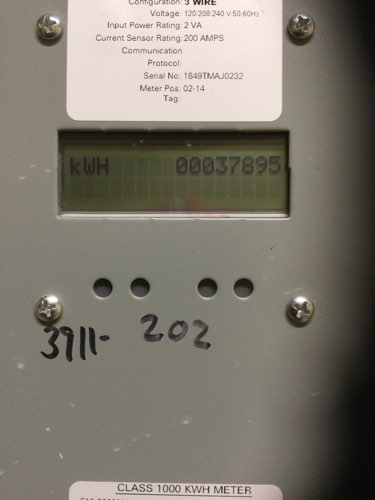 Configuration: 3 WIRE
Voltage: 120:208:240 V:50-60Hz
Input Power Rating: 2 VA
Current Sensor Rating: 200 AMPS
Communication
Protocol:
Serial No: 1849TMAJ0232
Meter Pos: 02-14
Tag:
kWH 00037895
3911- 202
CLASS 1000 KWH METER